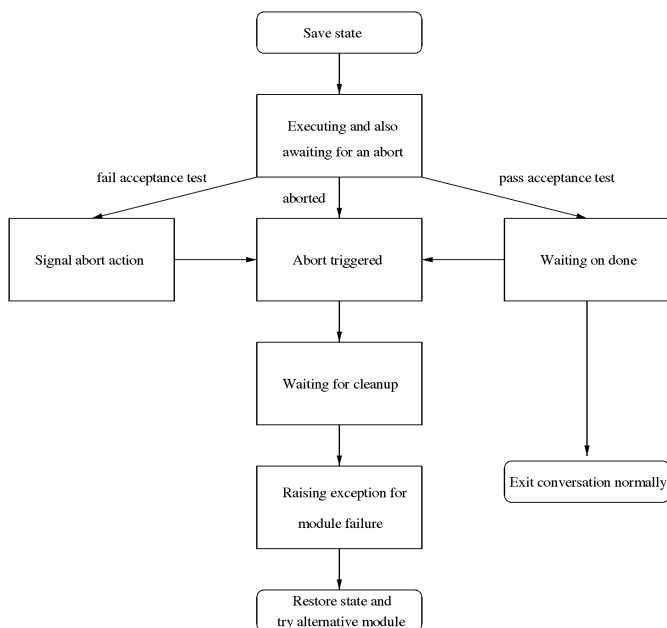 Save state
Executing and also
awaiting for an abort
fail acceptance test
aborted
pass acceptance test
Signal abort action
Abort triggered
Waiting on done
Waiting for cleanup
Raising exception for
module failure
Exit conversation normally
Restore state and
try alternative module